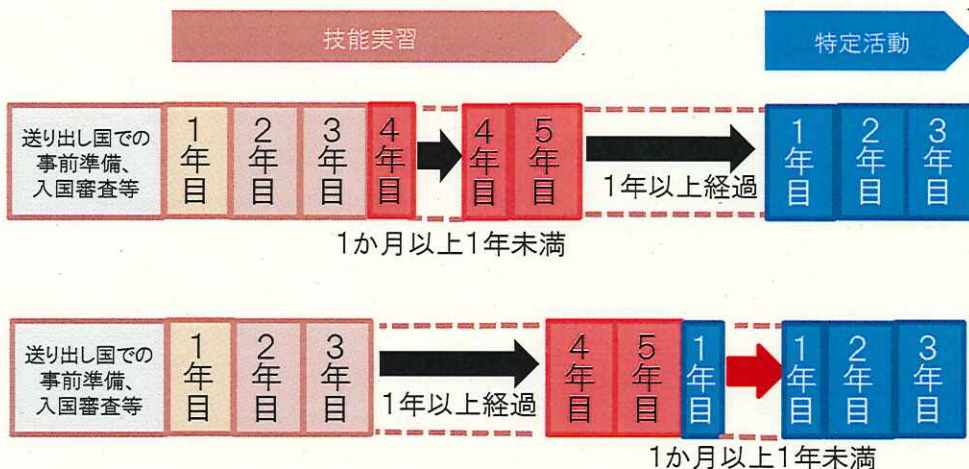 技能実習
特定活動
送り出し国での
事前準備、
入国審査等
1年目
2年目
3年目
4年目
4年目
5年目
1年以上経過
1年目
2年目
3年目
1か月以上1年未満
送り出し国での
事前準備、
入国審査等
1年目
2年目
3年目
1年以上経過
4年目
5年目
1年目
1年目
2年目
3年目
1か月以上1年未満